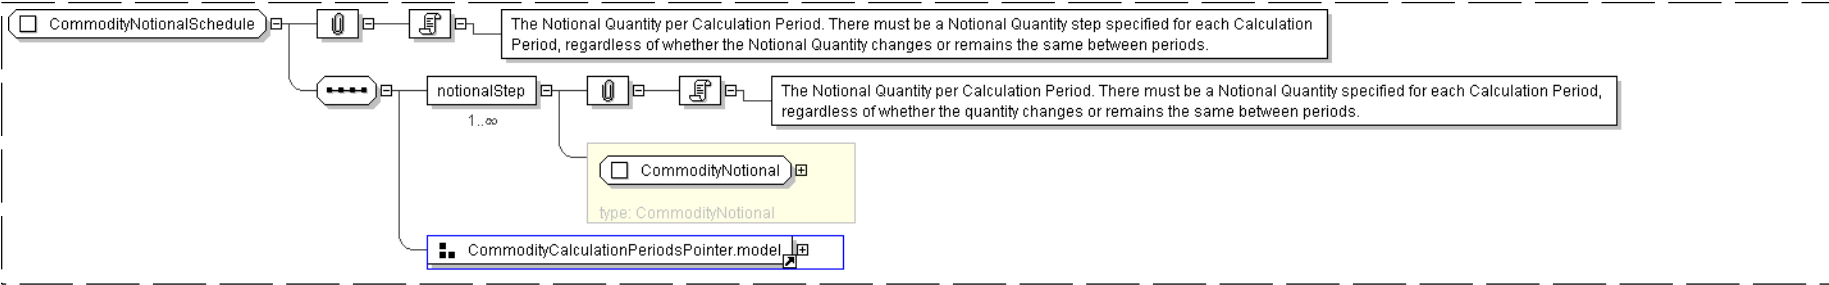 CommodityNotionalSchedule
The Notional Quantity per Calculation Period. There must be a Notional Quantity step specified for each Calculation
Period, regardless of whether the Notional Quantity changes or remains the same between periods.
notionalStep
1..∞
The Notional Quantity per Calculation Period. There must be a Notional Quantity specified for each Calculation Period,
regardless of whether the quantity changes or remains the same between periods.
CommodityNotional
type: CommodityNotional
CommodityCalculationPeriodsPointer.model